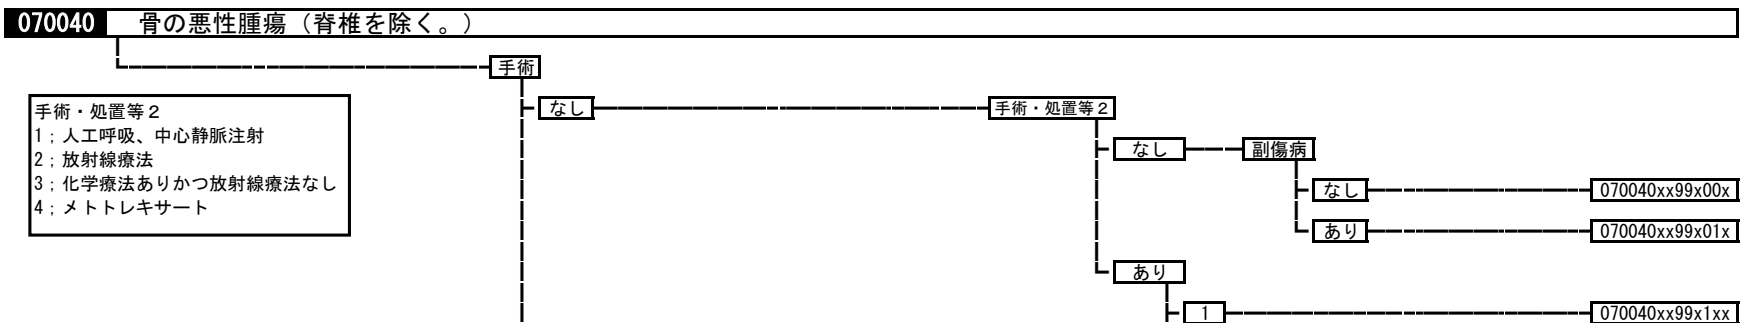 070040 骨の悪性腫瘍（脊椎を除く。）
手術
手術・処置等２
1；人工呼吸、中心静脈注射
2；放射線療法
3；化学療法ありかつ放射線療法なし
4；メトトレキサート
なし
手術・処置等２
なし
副傷病
なし
070040xx99x00x
あり
070040xx99x01x
あり
1
070040xx99x1xx